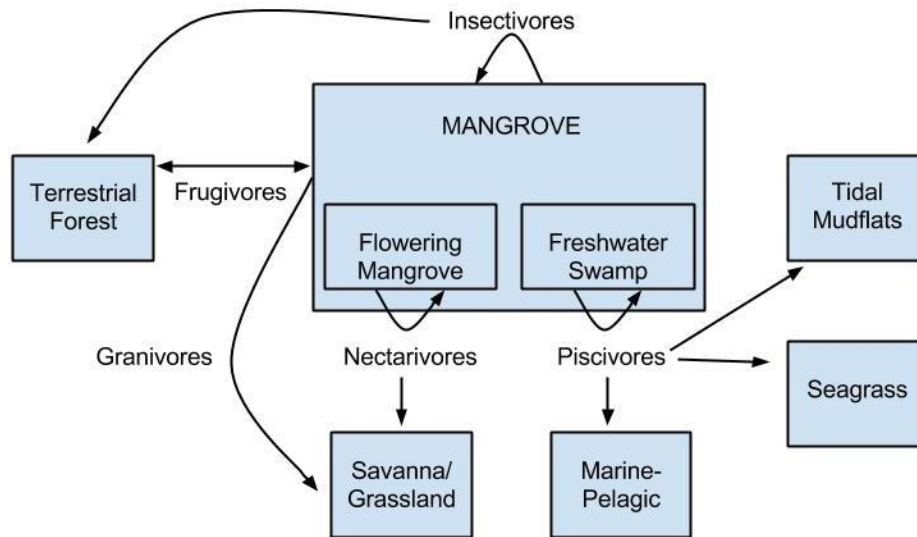 Insectivores
MANGROVE
Terrestrial
Forest
Frugivores
Tidal
Mudflats
Flowering
Mangrove
Freshwater
Swamp
Granivores
Nectarivores
Piscivores
Seagrass
Savanna/
Grassland
Marine-
Pelagic